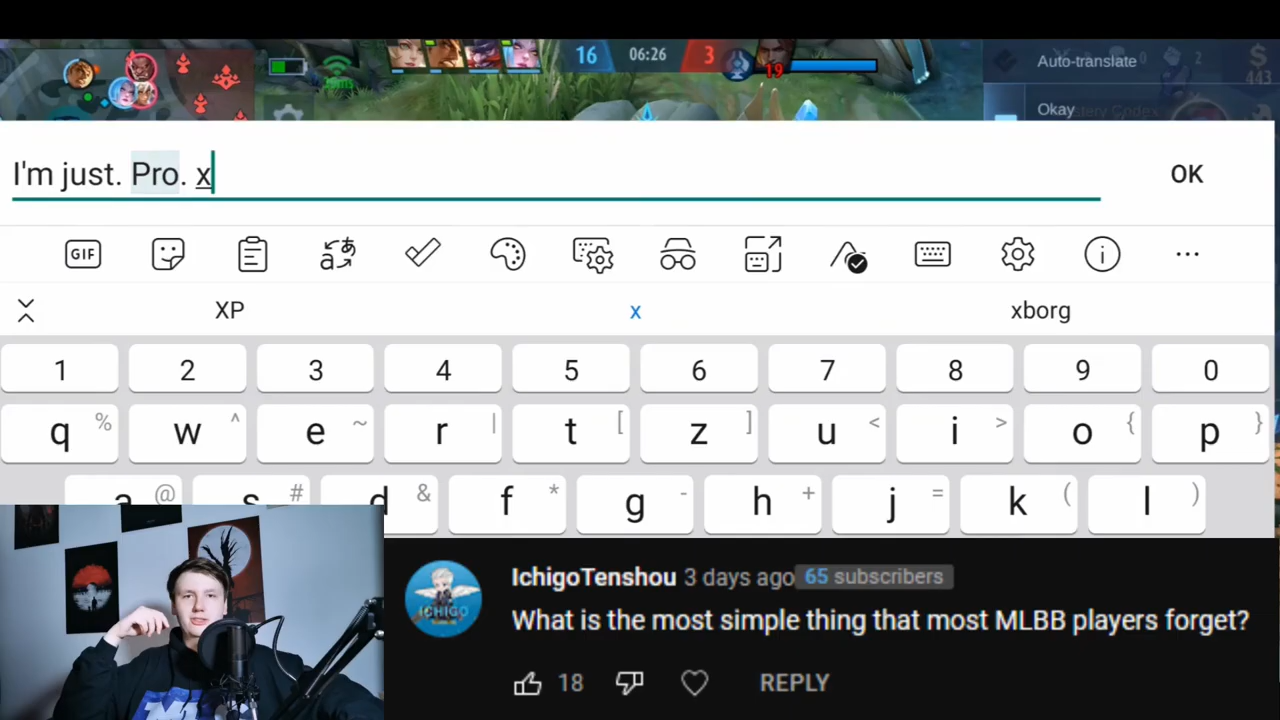 16 06:26 3
19
Auto-translate
443
Okay
I'm just. Pro. x
OK
GIF
XP x xborg
1 2 3 4 5 6 7 8 9 0
q % w ^ e ~ r | t [ z ] u < i > o { p }
a @ s # d & f * g - h + j = k ( l )
ICHIGO
IchigoTenshou 3 days ago 65 subscribers
What is the most simple thing that most MLBB players forget?
18 REPLY